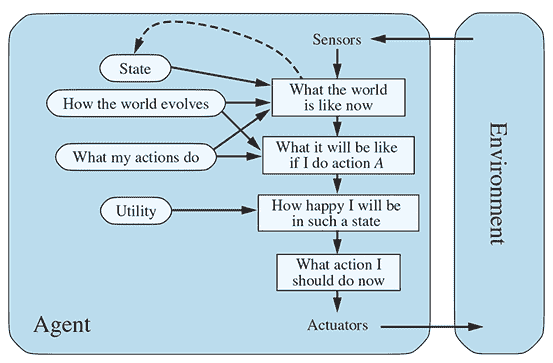 Sensors
State
What the world
is like now
How the world evolves
What it will be like
if I do action A
What my actions do
How happy I will be
in such a state
Utility
What action I
should do now
Agent
Actuators
Environment